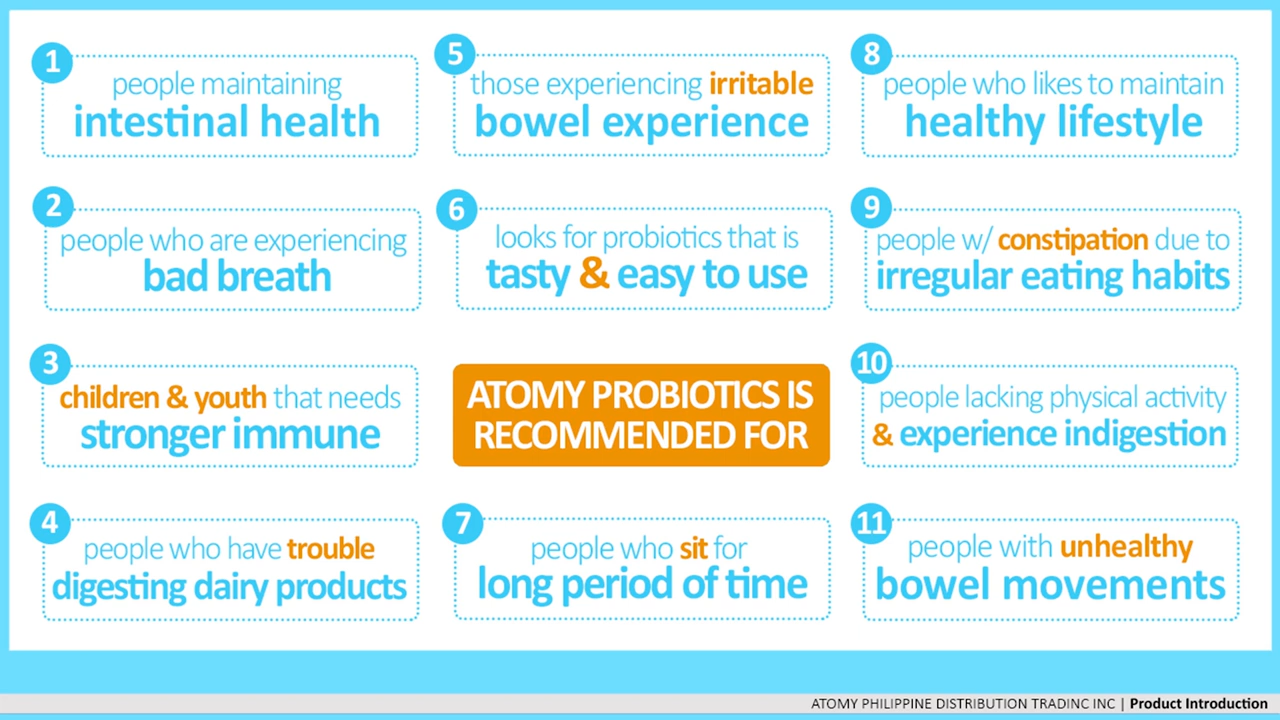 1
people maintaining
intestinal health
2
people who are experiencing
bad breath
3
children & youth that needs
stronger immune
4
people who have trouble
digesting dairy products
5
those experiencing irritable
bowel experience
6
looks for probiotics that is
tasty & easy to use
ATOMY PROBIOTICS IS
RECOMMENDED FOR
7
people who sit for
long period of time
8
people who likes to maintain
healthy lifestyle
9
people w/ constipation due to
irregular eating habits
10
people lacking physical activity
& experience indigestion
11
people with unhealthy
bowel movements
ATOMY PHILIPPINE DISTRIBUTION TRADINC INC | Product Introduction